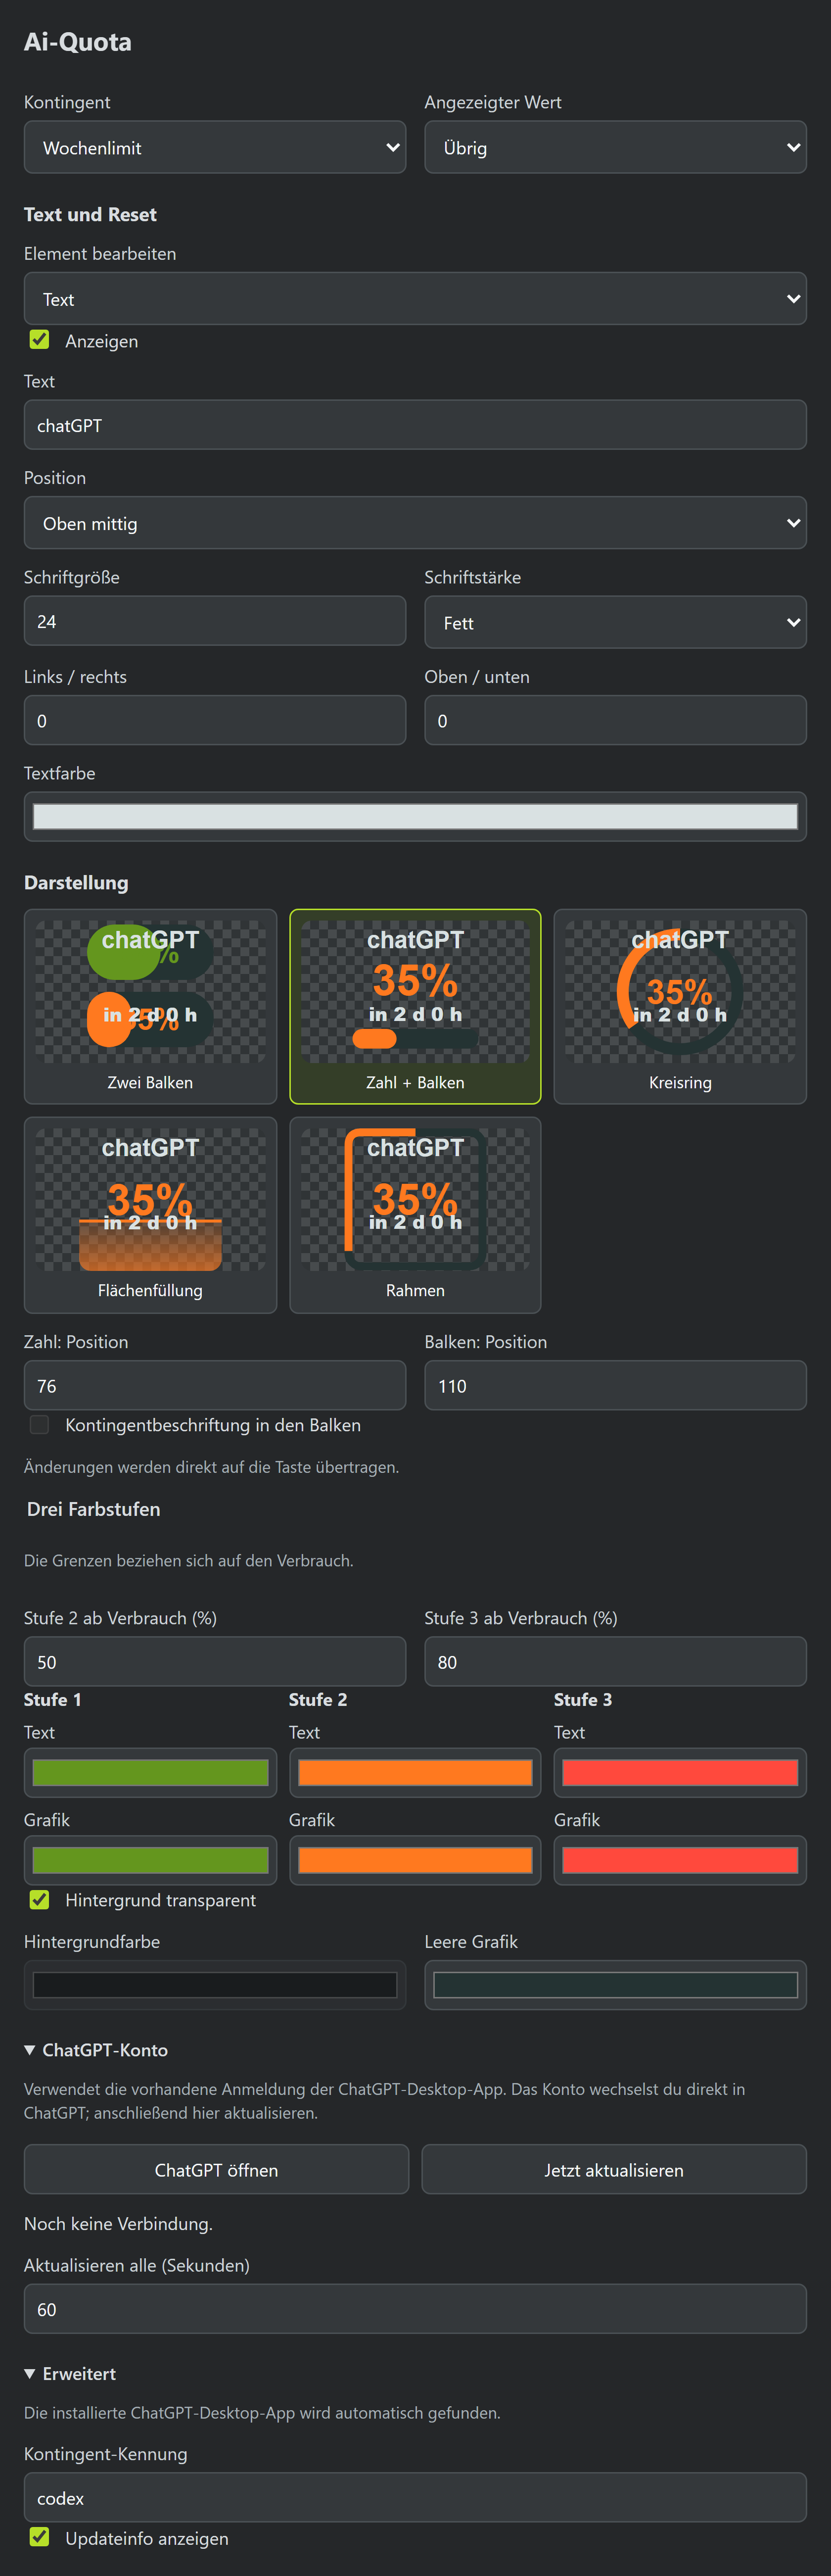 Ai-Quota
Kontingent
Angezeigter Wert
Wochenlimit
Übrig
Text und Reset
Element bearbeiten
Text
Anzeigen
Text
chatGPT
Position
Oben mittig
Schriftgröße
Schriftstärke
24
Fett
Links / rechts
Oben / unten
0
0
Textfarbe
Darstellung
chatGPT
%
in 2 d 0 h
35%
Zwei Balken
chatGPT
35%
in 2 d 0 h
Zahl + Balken
chatGPT
35%
in 2 d 0 h
Kreisring
chatGPT
35%
in 2 d 0 h
Flächenfüllung
chatGPT
35%
in 2 d 0 h
Rahmen
Zahl: Position
Balken: Position
76
110
Kontingentbeschriftung in den Balken
Änderungen werden direkt auf die Taste übertragen.
Drei Farbstufen
Die Grenzen beziehen sich auf den Verbrauch.
Stufe 2 ab Verbrauch (%)
Stufe 3 ab Verbrauch (%)
50
80
Stufe 1
Stufe 2
Stufe 3
Text
Text
Text
Grafik
Grafik
Grafik
Hintergrund transparent
Hintergrundfarbe
Leere Grafik
ChatGPT-Konto
Verwendet die vorhandene Anmeldung der ChatGPT-Desktop-App. Das Konto wechselst du direkt in
ChatGPT; anschließend hier aktualisieren.
ChatGPT öffnen
Jetzt aktualisieren
Noch keine Verbindung.
Aktualisieren alle (Sekunden)
60
Erweitert
Die installierte ChatGPT-Desktop-App wird automatisch gefunden.
Kontingent-Kennung
codex
Updateinfo anzeigen